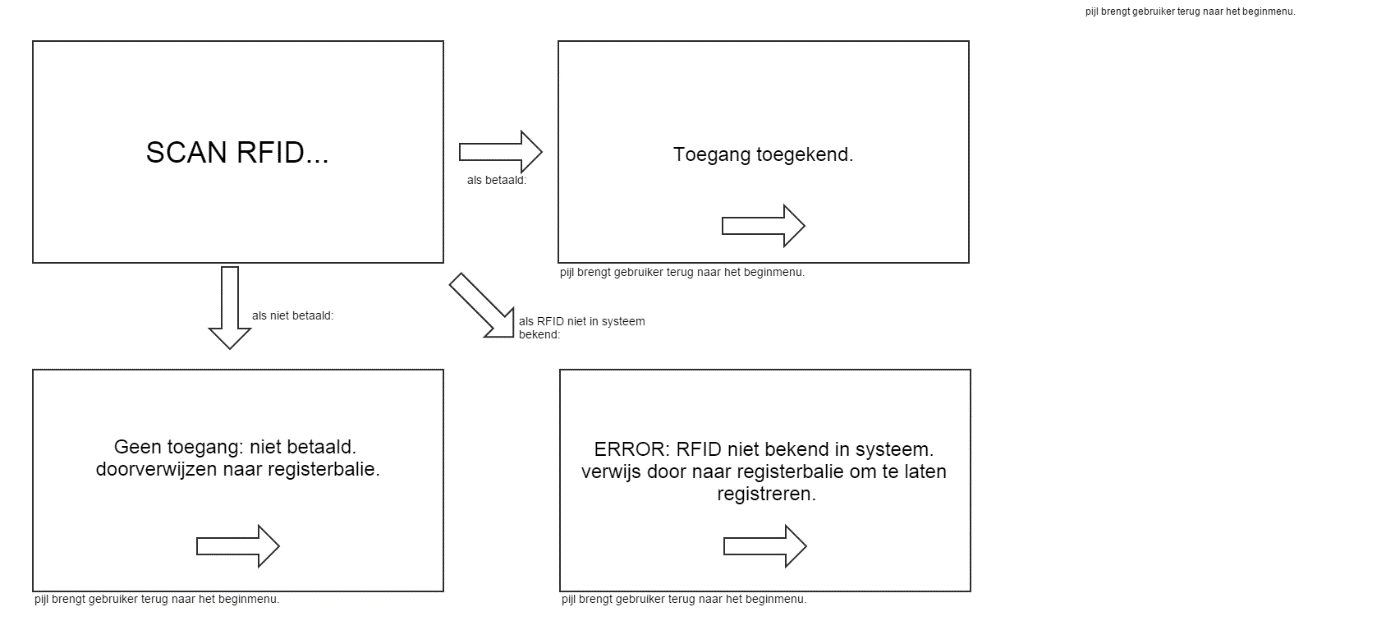 pijl brengt gebruiker terug naar het beginmenu.
SCAN RFID...
als betaald:
Toegang toegekend.
pijl brengt gebruiker terug naar het beginmenu.
als niet betaald:
als RFID niet in systeem
bekend:
Geen toegang: niet betaald.
doorverwijzen naar registerbalie.
pijl brengt gebruiker terug naar het beginmenu.
ERROR: RFID niet bekend in systeem.
verwijs door naar registerbalie om te laten
registreren.
pijl brengt gebruiker terug naar het beginmenu.